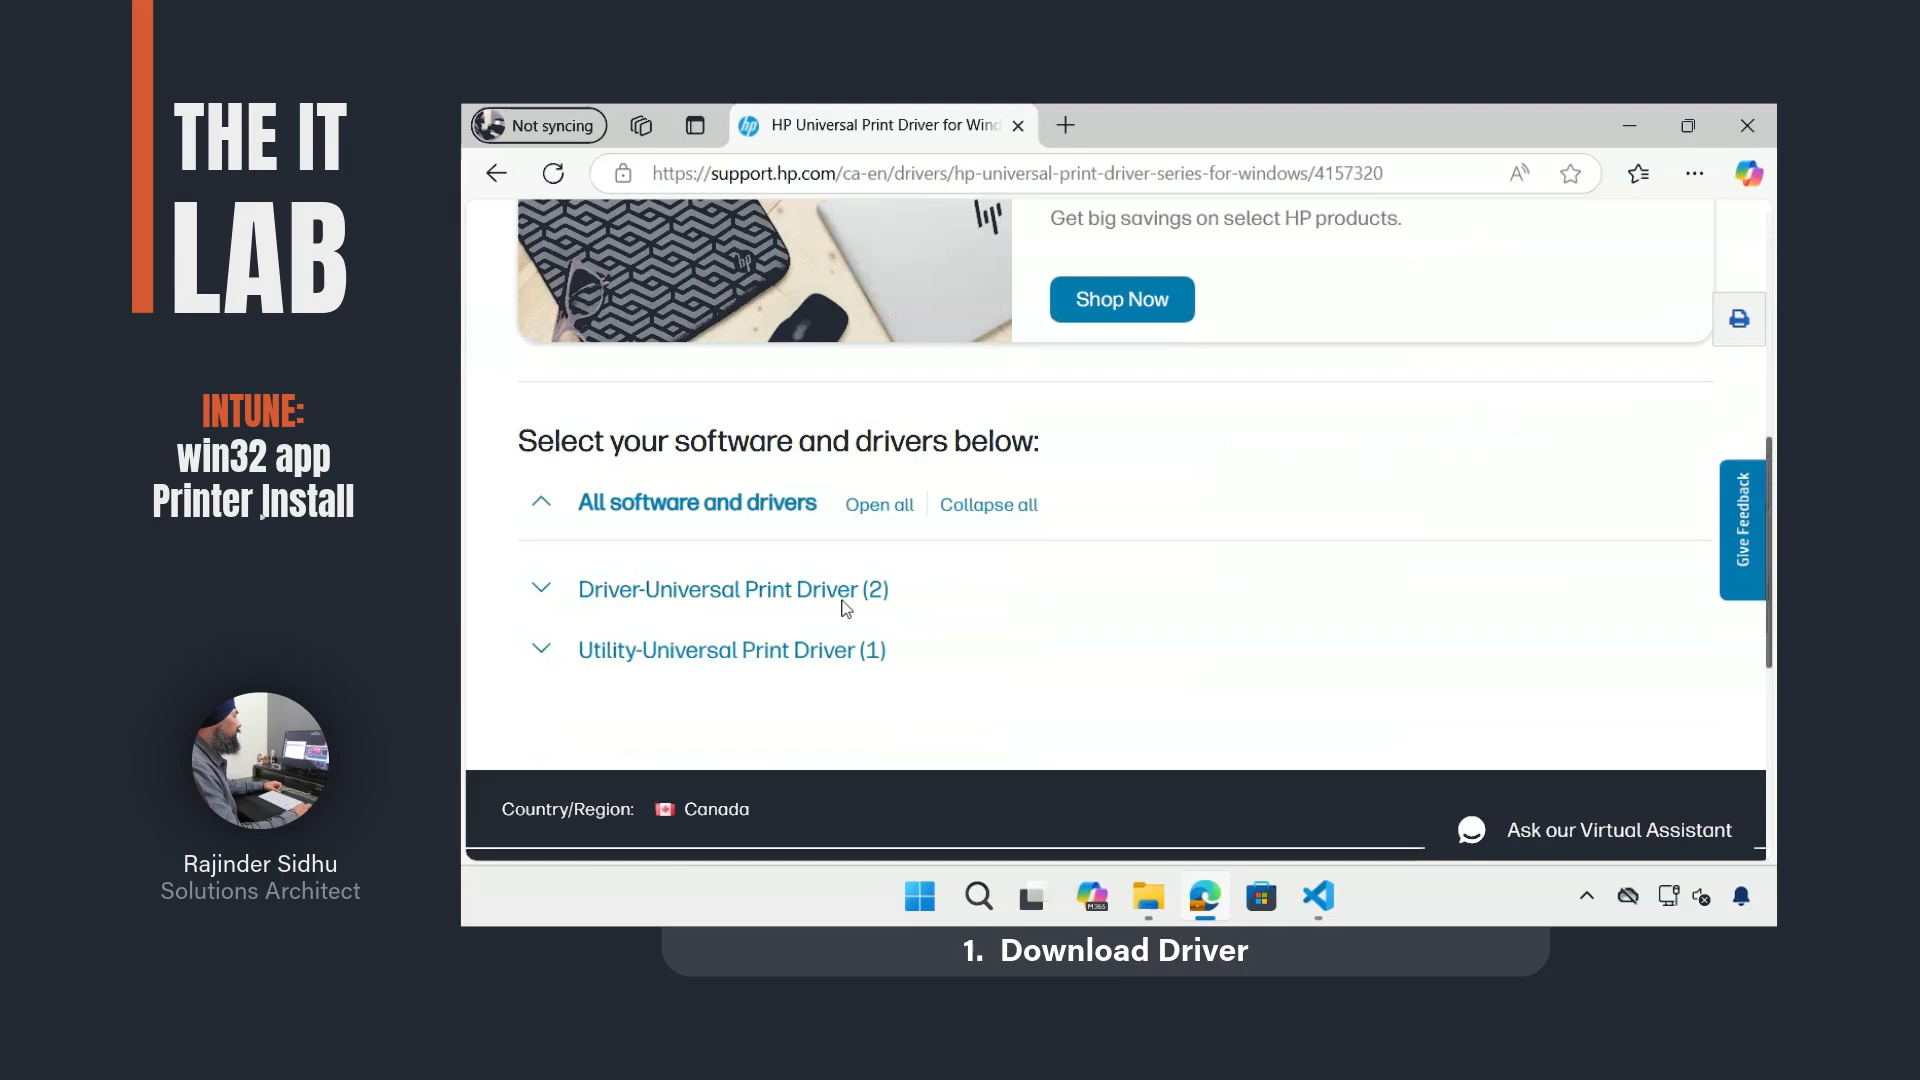 THE IT
LAB
INTUNE:
win32 app
Printer Install
Rajinder Sidhu
Solutions Architect
Not syncing
HP Universal Print Driver for Wind
https://support.hp.com/ca-en/drivers/hp-universal-print-driver-series-for-windows/4157320
hp
Get big savings on select HP products.
Shop Now
Select your software and drivers below:
All software and drivers
Open all
Collapse all
Driver-Universal Print Driver (2)
Utility-Universal Print Driver (1)
Give Feedback
Country/Region:
Canada
Ask our Virtual Assistant
M365
1. Download Driver